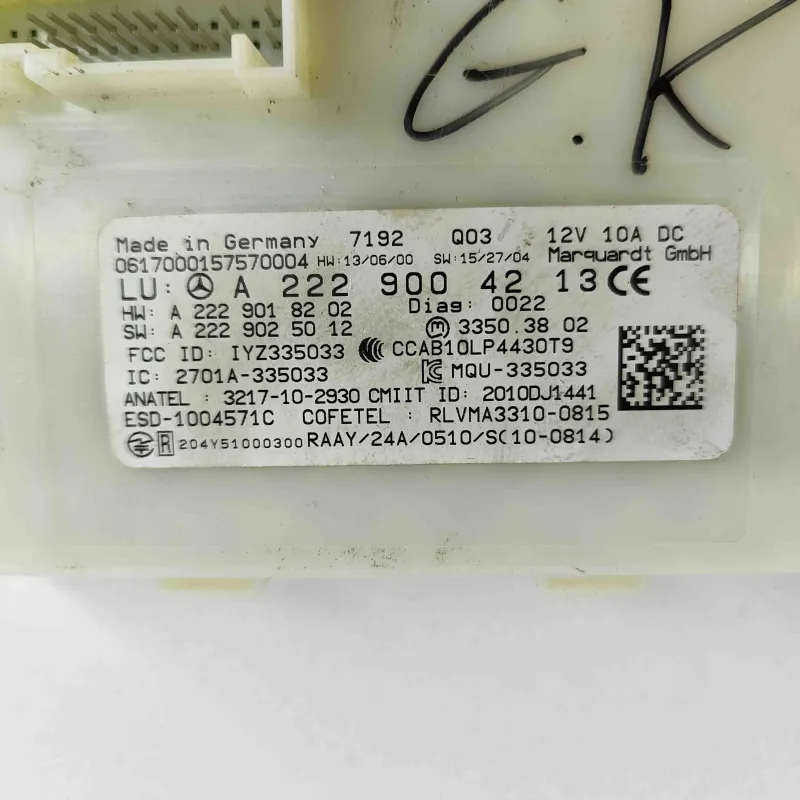 G.K
Made in Germany 7192 Q03 12V 10A DC
0617000157570004 HW:13/06/00 SW:15/27/04 Marquardt GmbH
LU: A 222 900 42 13 CE
HW: A 222 901 82 02 Diag: 0022
SW: A 222 902 50 12 m 3350.38 02
FCC ID: IYZ335033 CCAB10LP4430T9
IC: 2701A-335033 MQU-335033
ANATEL : 3217-10-2930 CMIIT ID: 2010DJ1441
ESD-1004571C COFETEL : RLVMA3310-0815
R 204Y51000300 RAAY/24A/0510/S(10-0814)